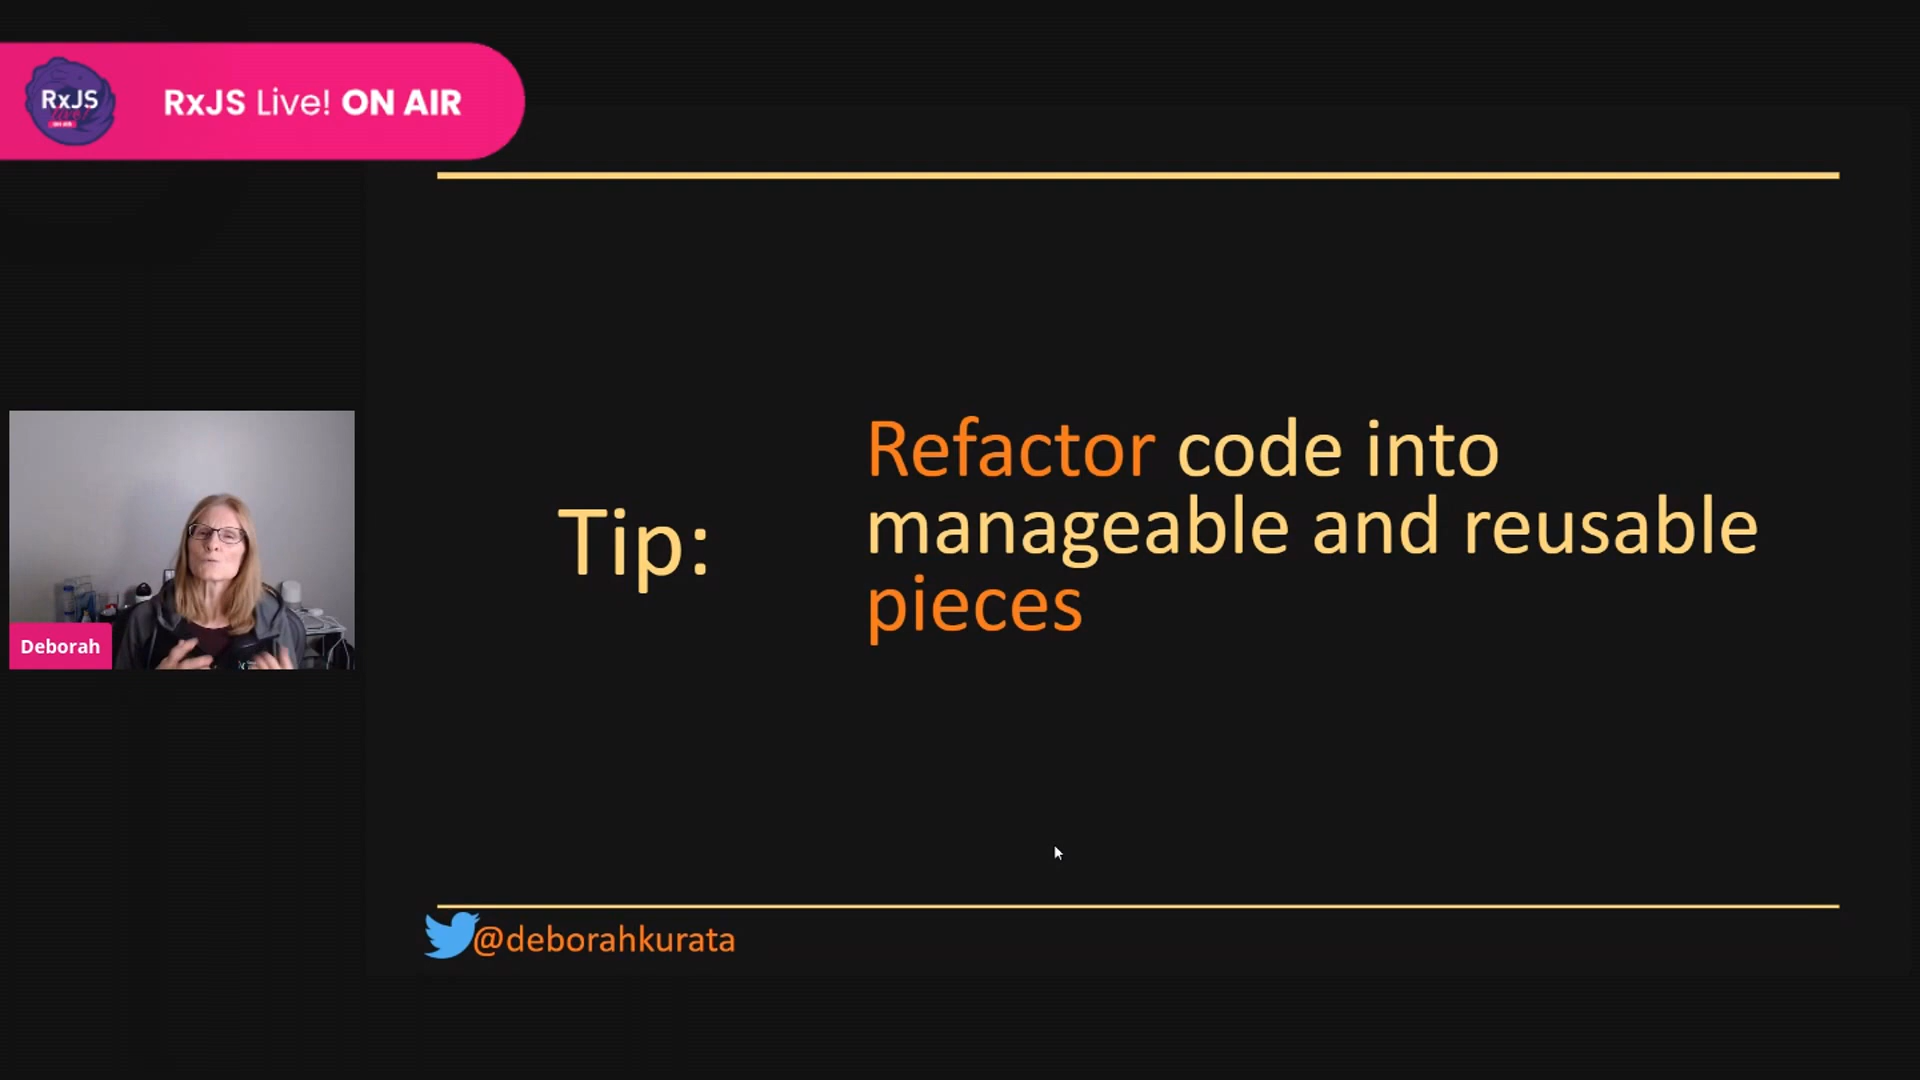 RxJS
RxJS Live! ON AIR
Tip:
Refactor code into
manageable and reusable
pieces
Deborah
@deborahkurata